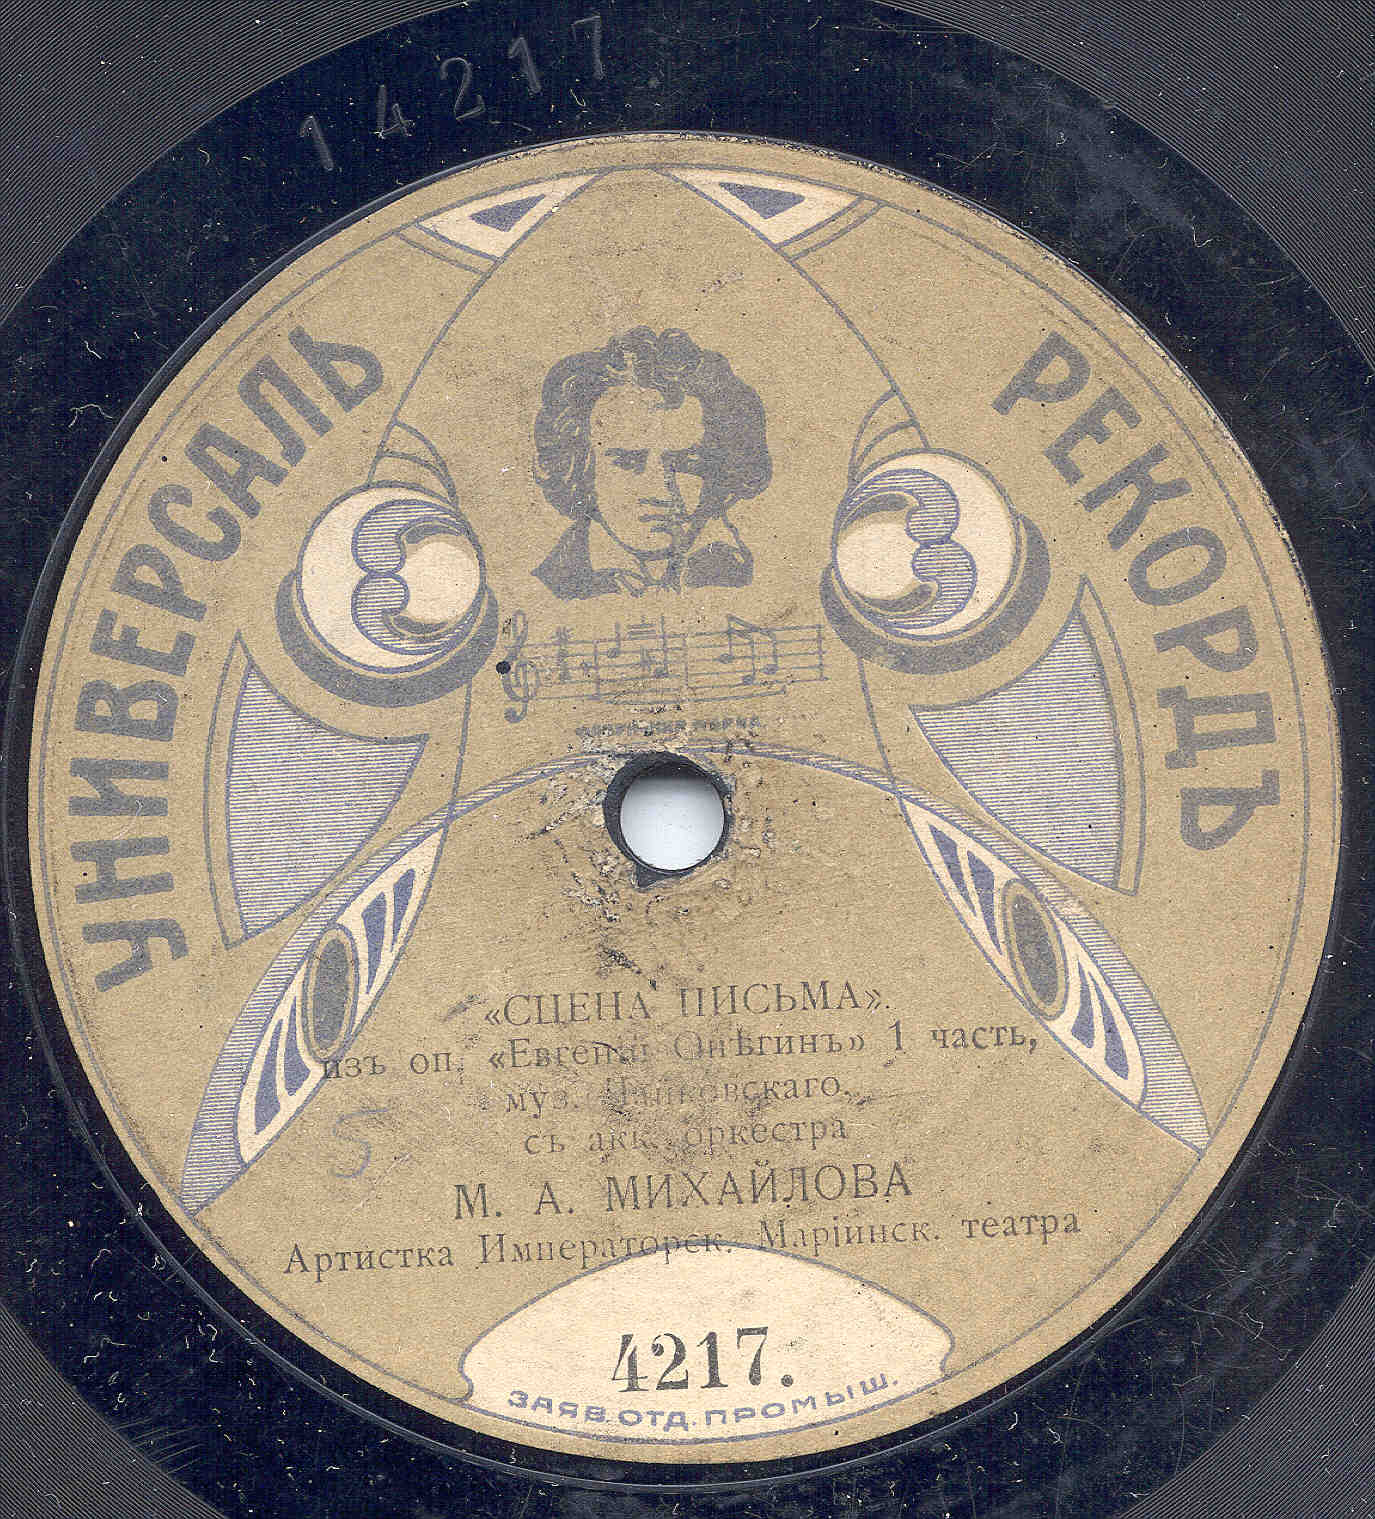 14217
УНИВЕРСАЛЬ
РЕКОРДЪ
«СЦЕНА ПИСЬМА».
изъ оп. «Евгеній Онѣгинъ» 1 часть,
муз. Чайковскаго,
съ акк. оркестра
5
М. А. МИХАЙЛОВА
Артистка Императорск. Маріинск. театра
4217.
ЗАЯВ.ОТД.ПРОМЫШ.